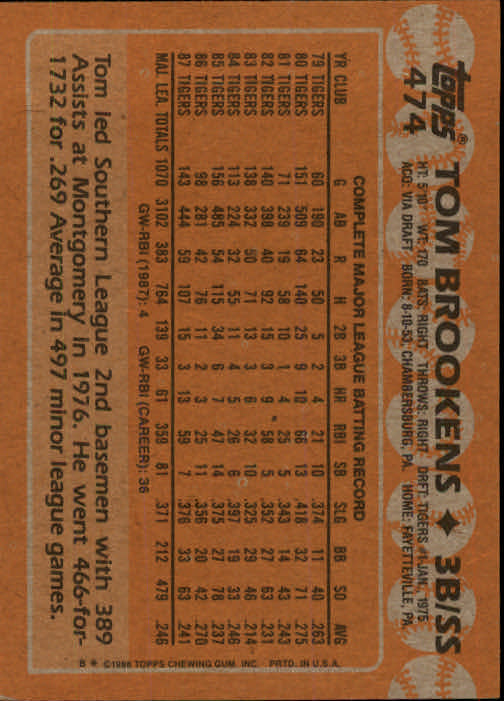 topps®
474
TOM BROOKENS ♦ 3B/SS
HT: 5'10" WT: 170 BATS: RIGHT THROWS: RIGHT DRFT: TIGERS #1-JAN, 1975
ACQ: VIA DRAFT BORN: 8-10-53, CHAMBERSBURG, PA. HOME: FAYETTEVILLE, PA.
COMPLETE MAJOR LEAGUE BATTING RECORD
YR CLUB G AB R H 2B 3B HR RBI SB SLG BB SO AVG
79 TIGERS 60 190 23 50 5 2 4 21 10 .374 11 40 .263
80 TIGERS 151 509 64 140 25 9 10 66 13 .418 32 71 .275
81 TIGERS 71 239 19 58 10 1 4 25 5 .343 14 43 .243
82 TIGERS 140 398 40 92 15 3 9 58 5 .352 27 63 .231
83 TIGERS 138 332 50 71 13 3 6 32 10 .325 29 46 .214
84 TIGERS 113 224 32 55 11 4 5 26 6 .397 19 33 .246
85 TIGERS 156 485 54 115 34 6 7 47 14 .375 27 78 .237
86 TIGERS 98 281 42 76 11 2 3 25 11 .356 20 42 .270
87 TIGERS 143 444 59 107 15 3 13 59 7 .376 33 63 .241
MAJ. LEA. TOTALS 1070 3102 383 764 139 33 61 359 81 .371 212 479 .246
GW-RBI (1987): 4 GW-RBI (CAREER): 36
B * ©1988 TOPPS CHEWING GUM, INC. PRTD. IN U.S.A.
Tom led Southern League 2nd basemen with 389
Assists at Montgomery in 1976. He went 466-for-
1732 for .269 Average in 497 minor league games.